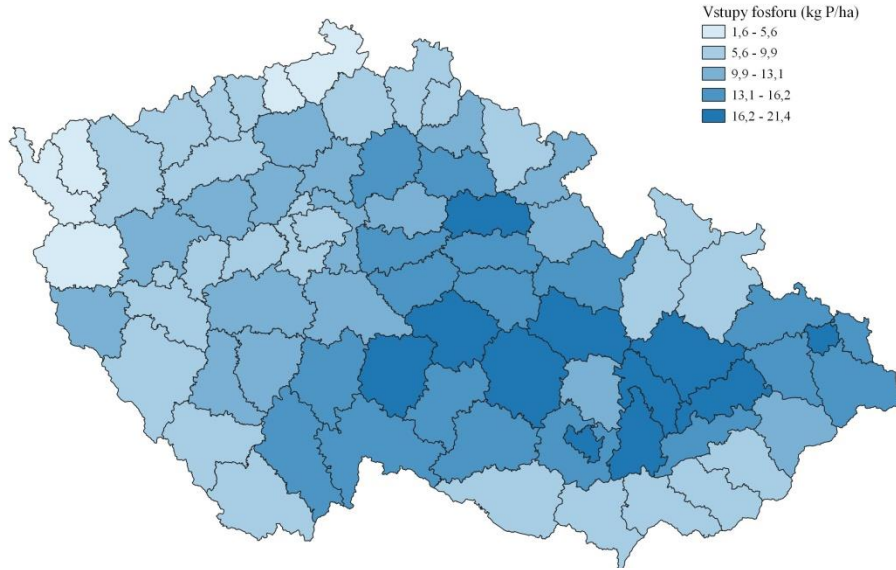 Vstupy fosforu (kg P/ha)
1,6 - 5,6
5,6 - 9,9
9,9 - 13,1
13,1 - 16,2
16,2 - 21,4